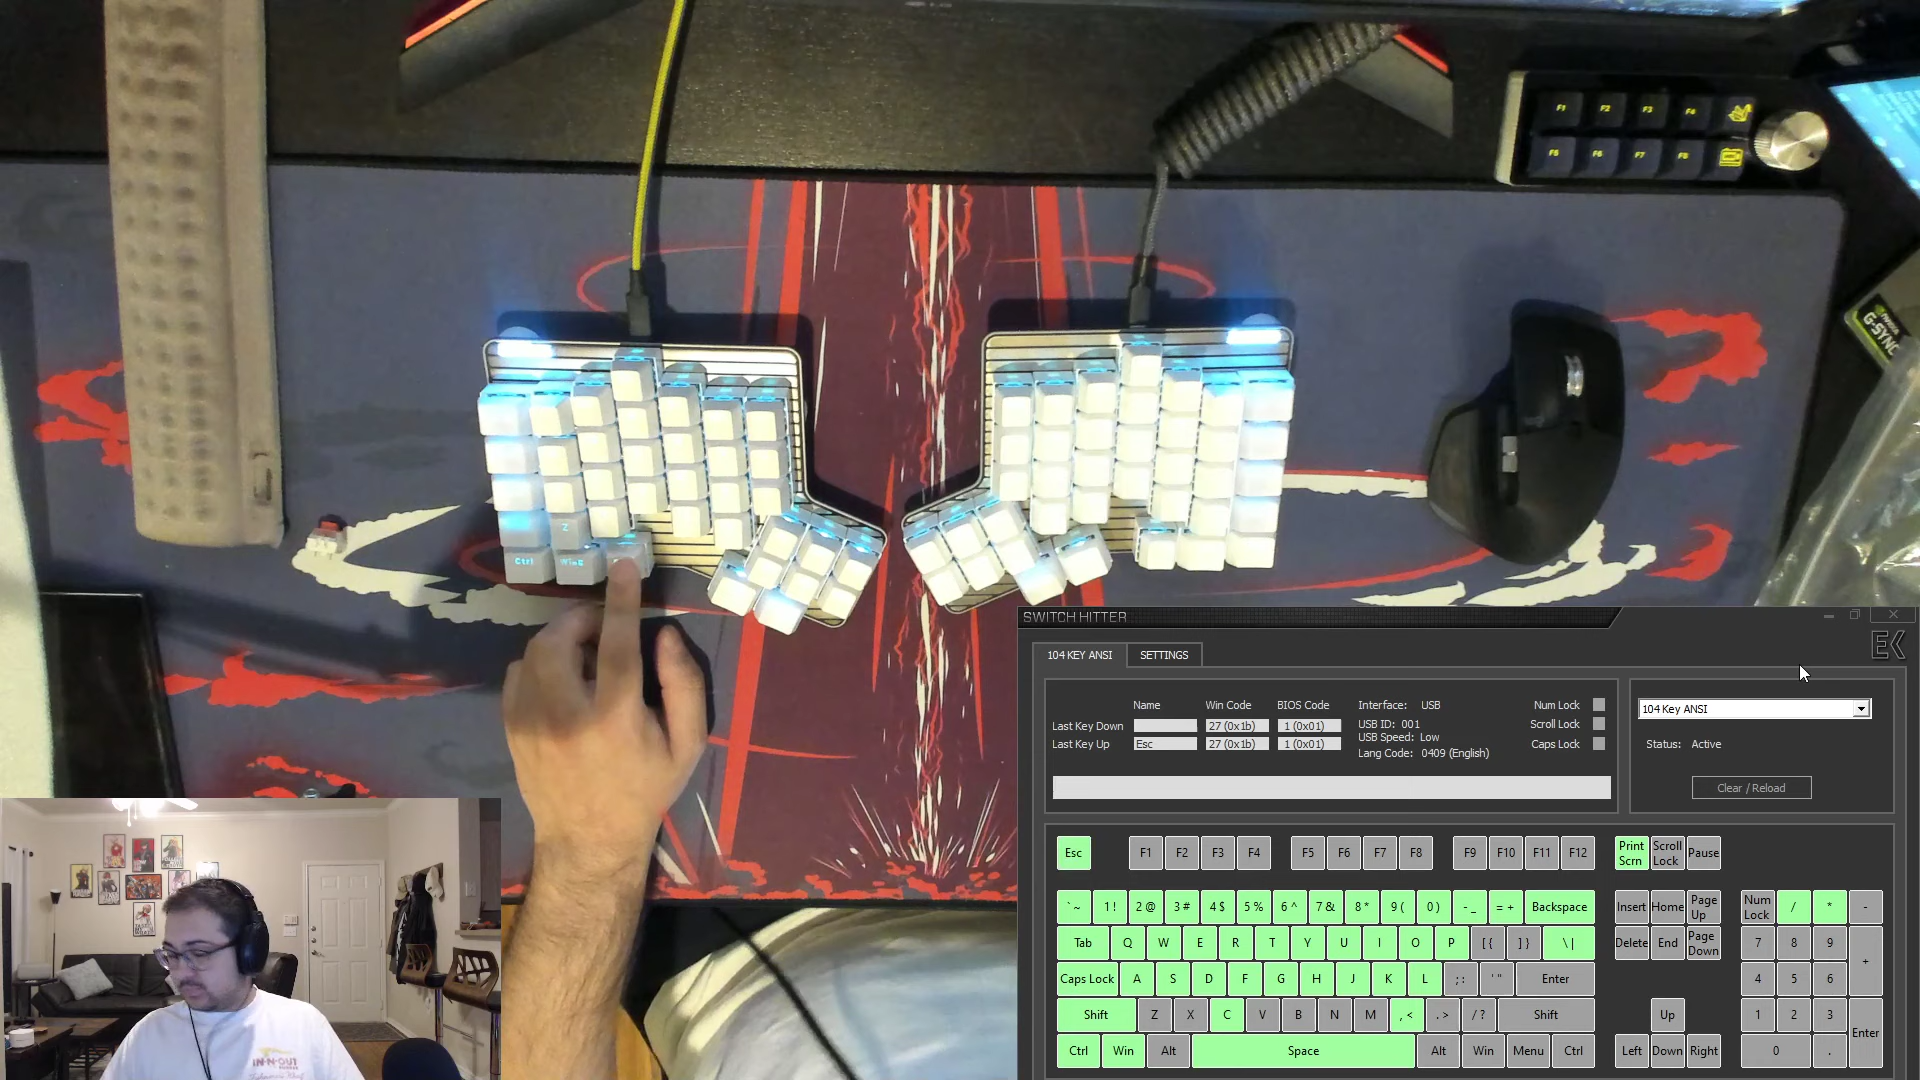 F1 F2 F3 F4
F5 F6 F7 F8
G-SYNC
Z
Ctrl
SWITCH HITTER
EK
104 KEY ANSI SETTINGS
Name Win Code BIOS Code Interface: USB Num Lock
Last Key Down 27 (0x1b) 1 (0x01) USB ID: 001 Scroll Lock
USB Speed: Low
Last Key Up Esc 27 (0x1b) 1 (0x01) Lang Code: 0409 (English) Caps Lock
104 Key ANSI
Status: Active
Clear / Reload
Esc F1 F2 F3 F4 F5 F6 F7 F8 F9 F10 F11 F12 Print Scrn Scroll Lock Pause
` ~ 1 ! 2 @ 3 # 4 $ 5 % 6 ^ 7 & 8 * 9 ( 0 ) - _ = + Backspace Insert Home Page Up Num Lock / * -
Tab Q W E R T Y U I O P [ { ] } \ | Delete End Page Down 7 8 9 +
Caps Lock A S D F G H J K L ; : ' " Enter 4 5 6
Shift Z X C V B N M , < . > / ? Shift Up 1 2 3 Enter
Ctrl Win Alt Space Alt Win Menu Ctrl Left Down Right 0 .
IN-N-OUT